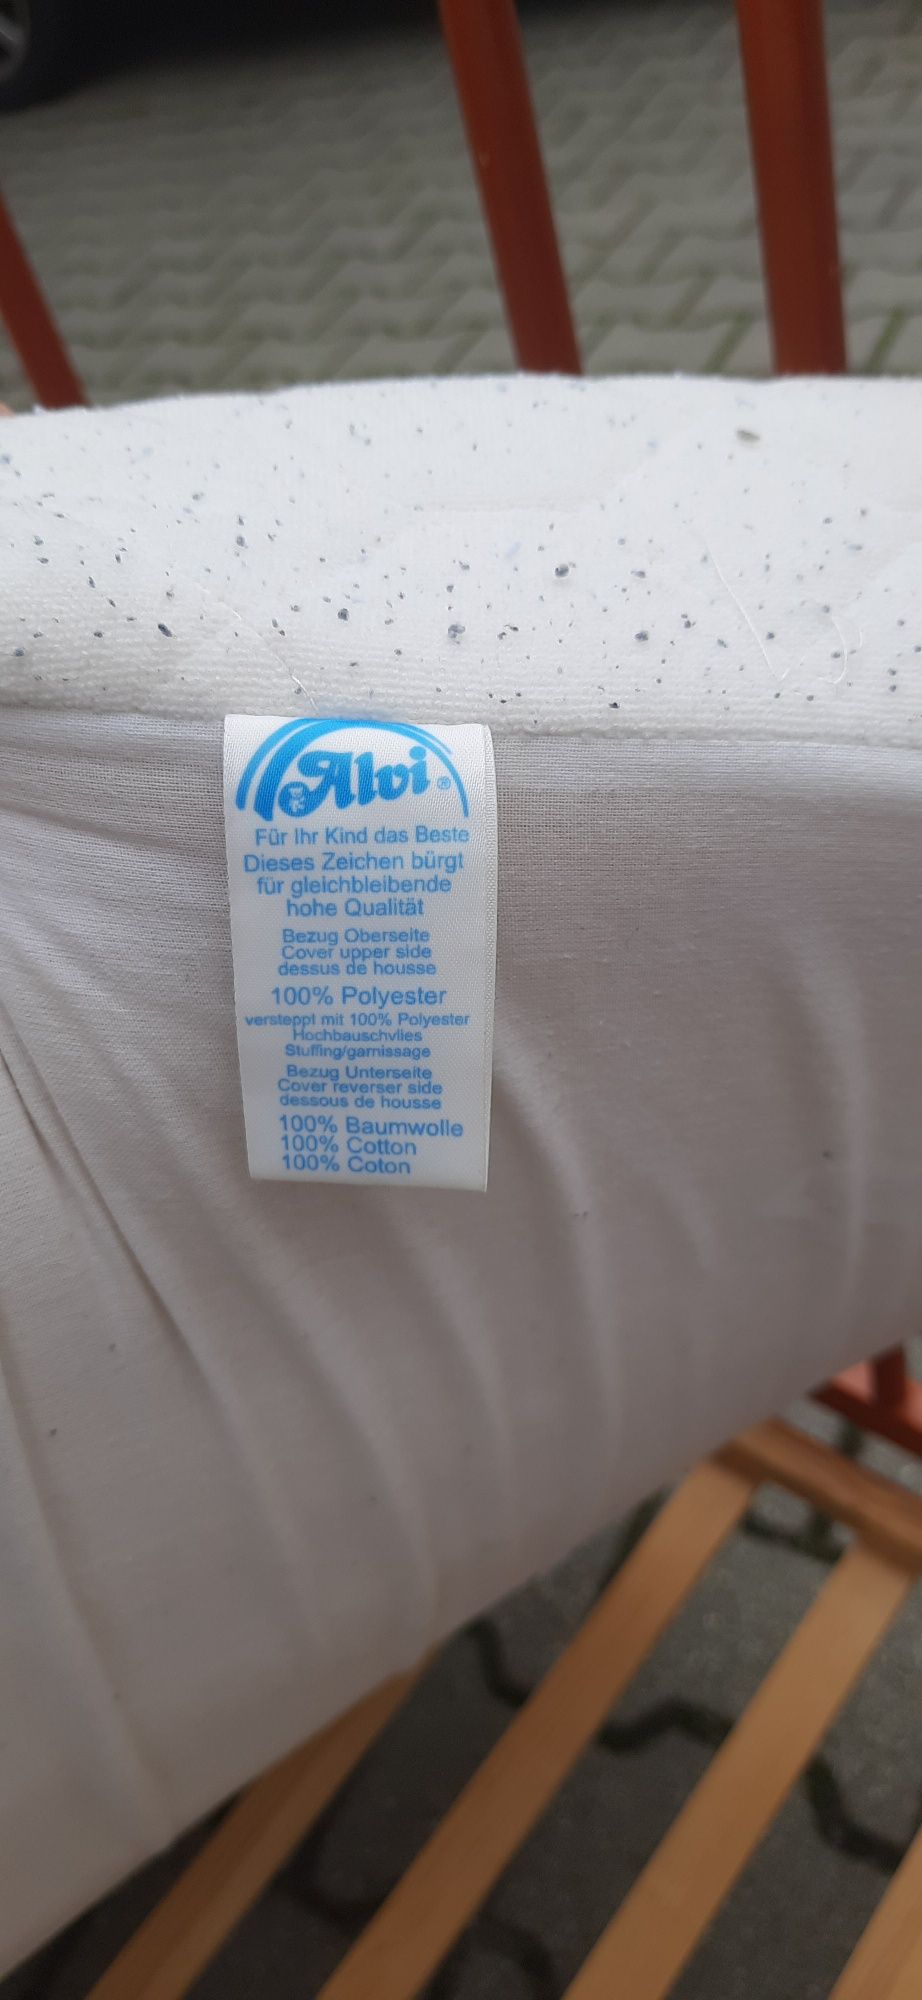 Alvi®
Für Ihr Kind das Beste
Dieses Zeichen bürgt
für gleichbleibende
hohe Qualität
Bezug Oberseite
Cover upper side
dessus de housse
100% Polyester
versteppt mit 100% Polyester
Hochbauschvlies
Stuffing/garnissage
Bezug Unterseite
Cover reverser side
dessous de housse
100% Baumwolle
100% Cotton
100% Coton